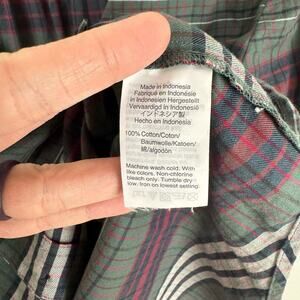 Made in Indonesia
Fabriqué en Indonésie
in Indonesien Hergestellt
Vervaardigd in Indonesië
インドネシア製
Hecho en Indonesia
100% Cotton/Coton/
Baumwolle/Katoen/
綿/algodón
Machine wash cold. With
like colors. Non-chlorine
bleach only. Tumble dry
low. Iron on lowest setting.